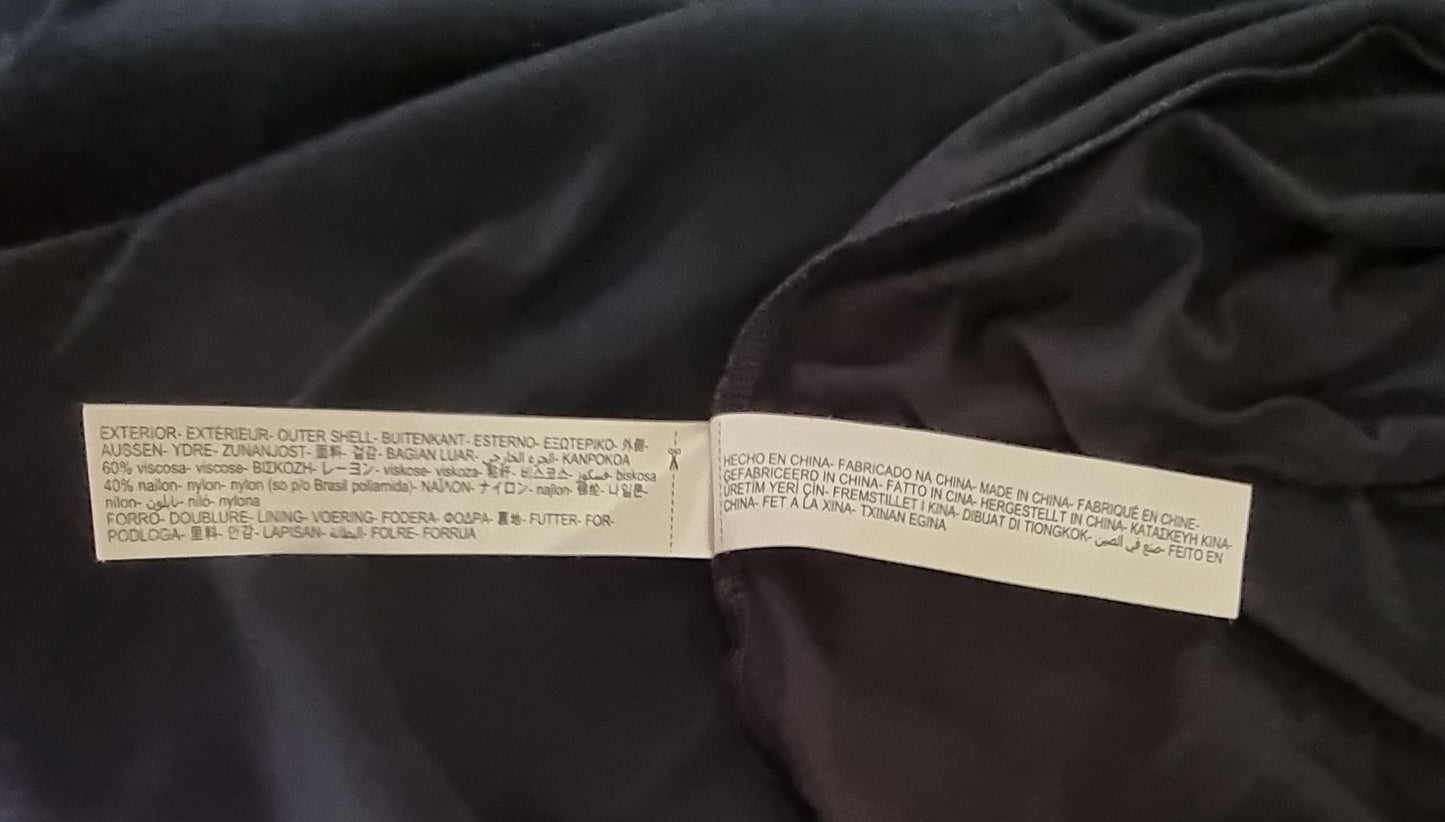 EXTERIOR- EXTÉRIEUR- OUTER SHELL- BUITENKANT- ESTERNO- ΕΞΩΤΕΡΙΚΟ- 外側-
AUSSEN- YDRE- ZUNANJOST- 面料- 겉감- BAGIAN LUAR- الجزء الخارجي- KANPOKOA
60% viscosa- viscose- ΒΙΣΚΟΖΗ- レーヨン- viskose- viskoza- 黏纤- 비스코스- فسكوز- biskosa
40% nailon- nylon- nylon (so p/o Brasil poliamida)- ΝΑΪΛΟΝ- ナイロン- najlon- 锦纶- 나일론-
nilon- نايلون- niló- nylona
FORRO- DOUBLURE- LINING- VOERING- FODERA- ΦΟΔΡΑ- 裏地- FUTTER- FOR-
PODLOGA- 里料- 안감- LAPISAN- البطانة- FOLRE- FORRUA
HECHO EN CHINA- FABRICADO NA CHINA- MADE IN CHINA- FABRIQUÉ EN CHINE-
GEFABRICEERD IN CHINA- FATTO IN CINA- HERGESTELLT IN CHINA- ΚΑΤΑΣΚΕΥΗ ΚΙΝΑ-
ÜRETİM YERİ ÇİN- FREMSTILLET I KINA- DIBUAT DI TIONGKOK- صنع في الصين- FEITO EN
CHINA- FET A LA XINA- TXINAN EGINA